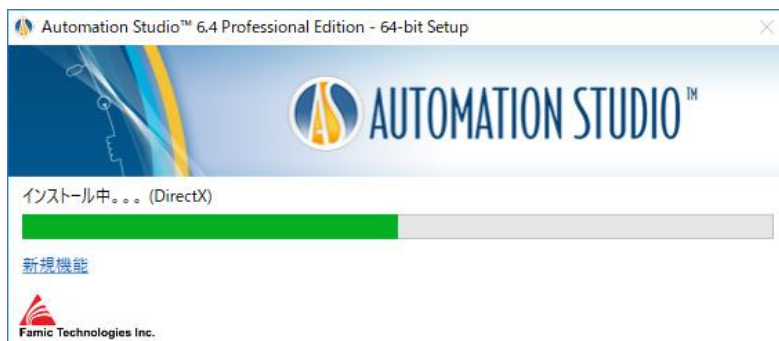 Automation Studio™ 6.4 Professional Edition - 64-bit Setup
AUTOMATION STUDIO™
インストール中。。。(DirectX)
新規機能
Famic Technologies Inc.